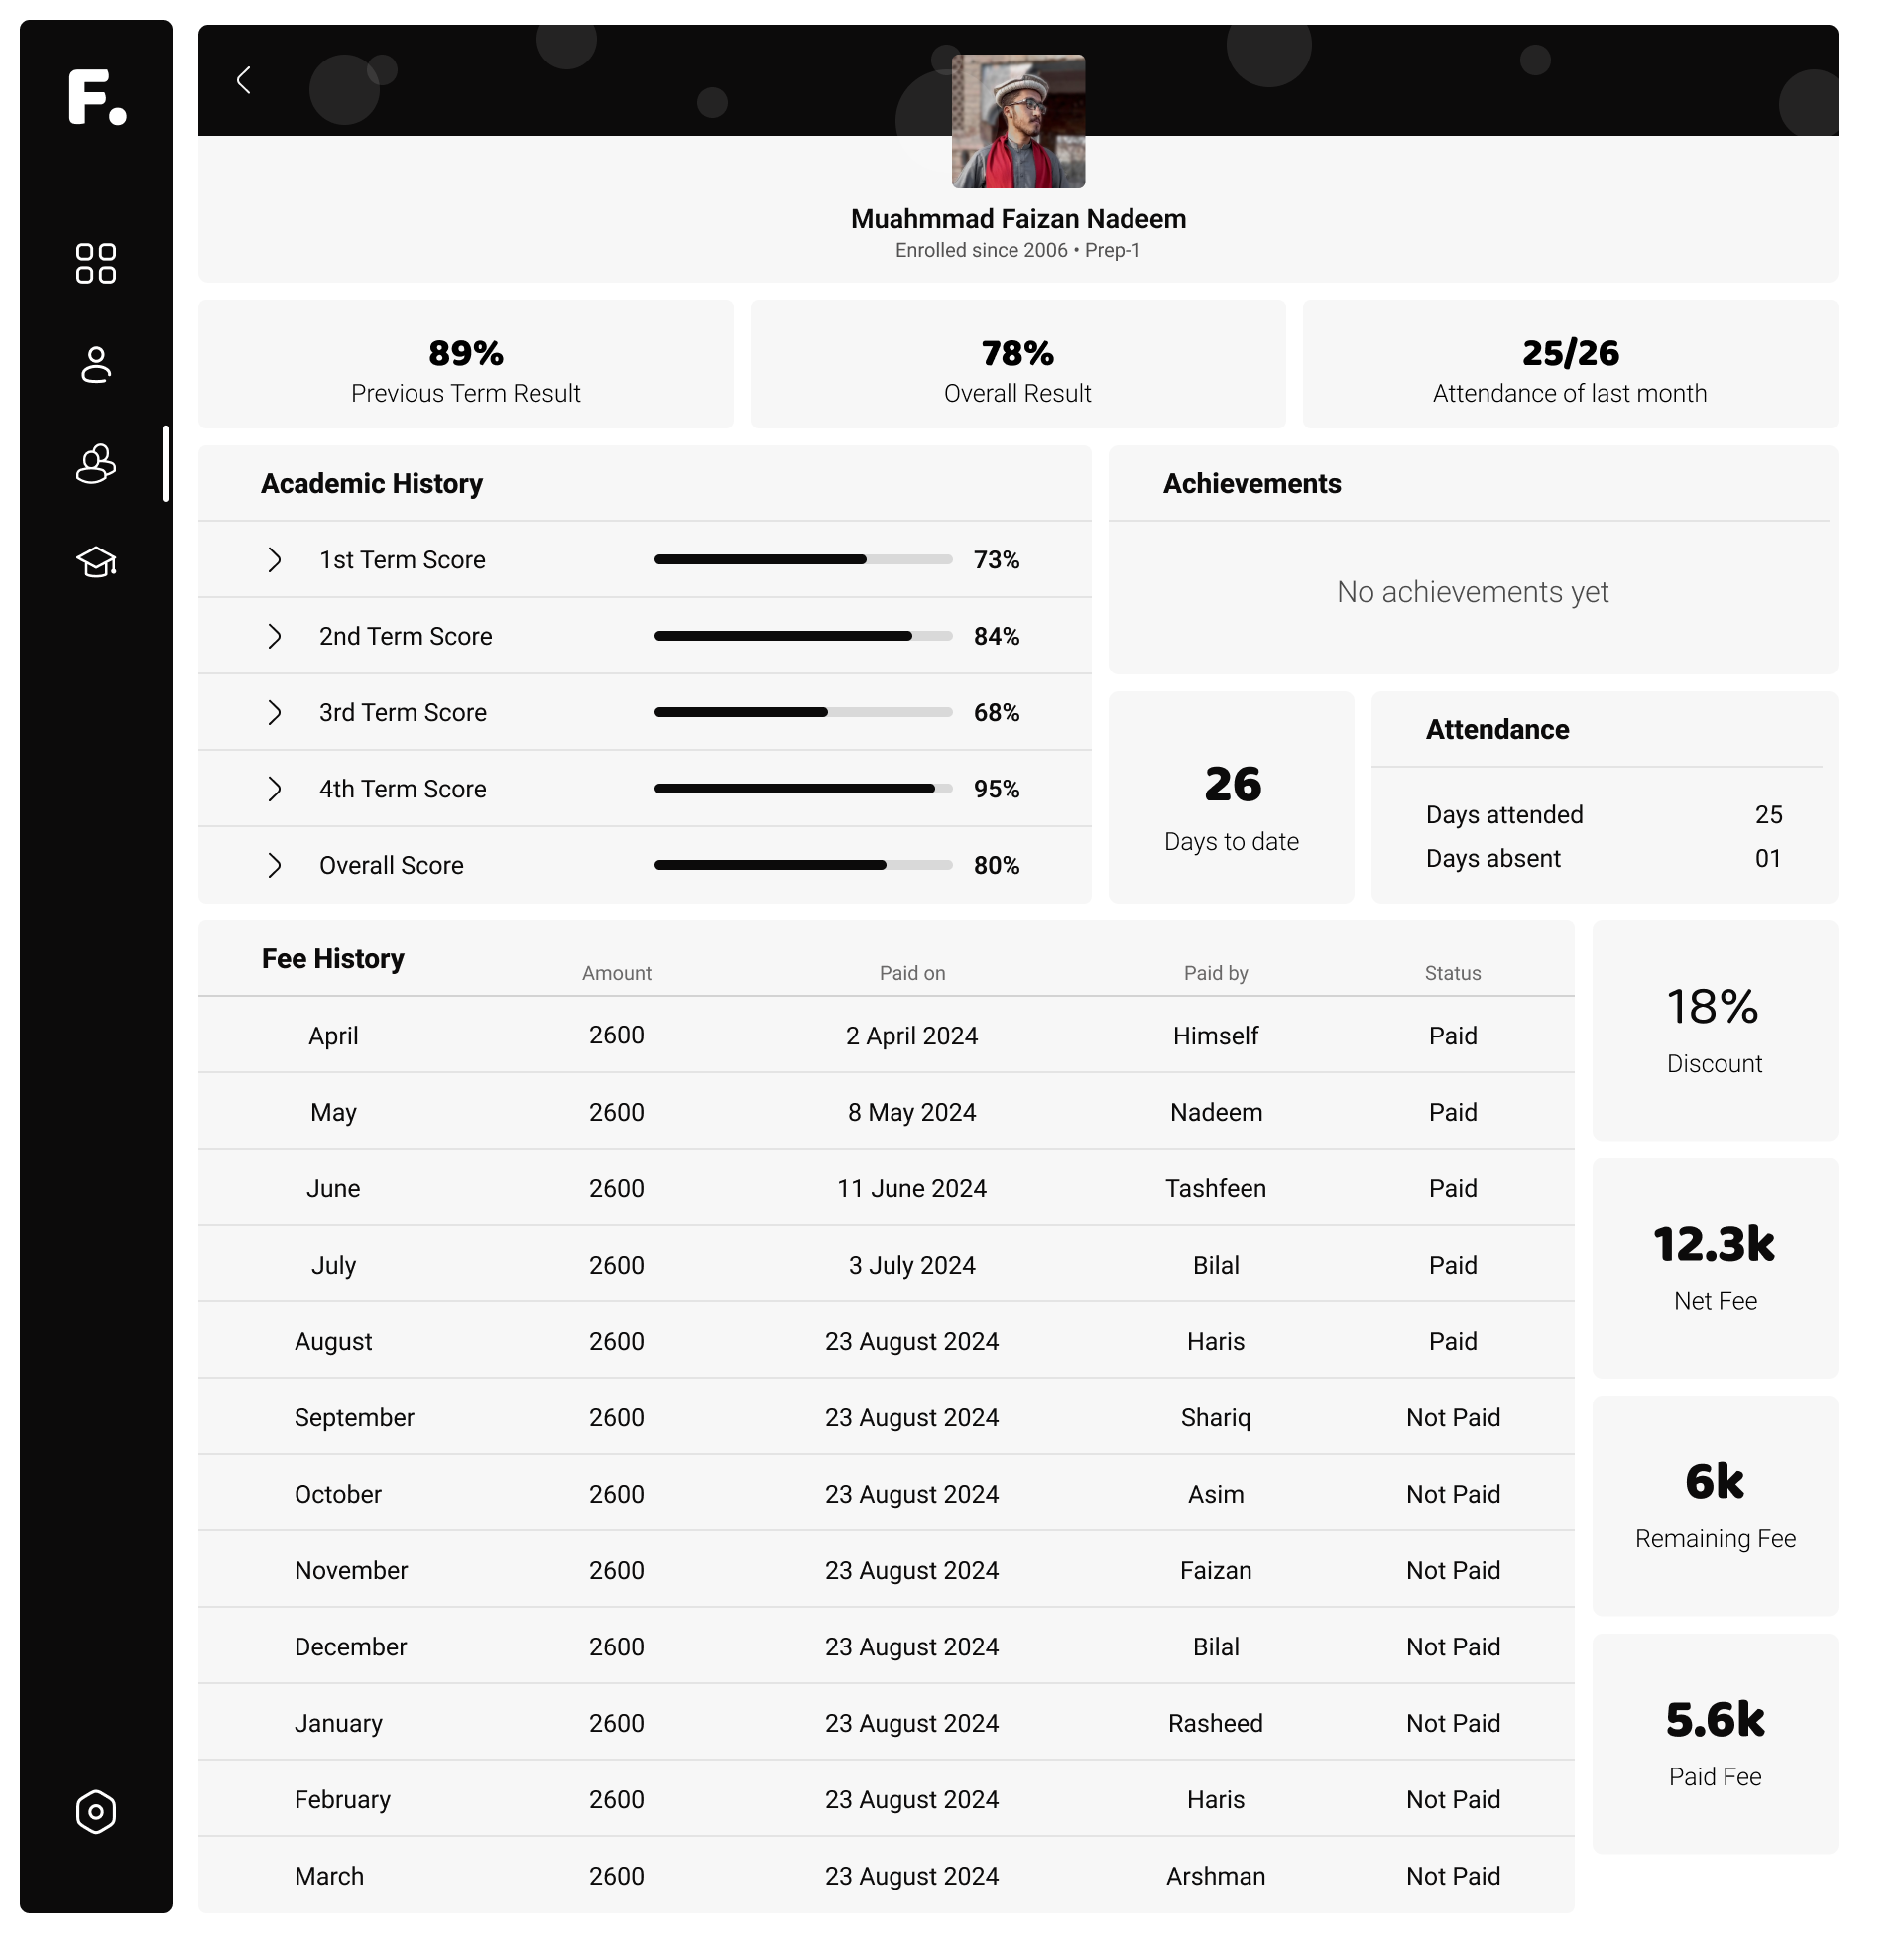 F.
Muahmmad Faizan Nadeem
Enrolled since 2006 • Prep-1
89%
Previous Term Result
78%
Overall Result
25/26
Attendance of last month
Academic History
1st Term Score 73%
2nd Term Score 84%
3rd Term Score 68%
4th Term Score 95%
Overall Score 80%
Achievements
No achievements yet
26
Days to date
Attendance
Days attended 25
Days absent 01
Fee History Amount Paid on Paid by Status
April 2600 2 April 2024 Himself Paid
May 2600 8 May 2024 Nadeem Paid
June 2600 11 June 2024 Tashfeen Paid
July 2600 3 July 2024 Bilal Paid
August 2600 23 August 2024 Haris Paid
September 2600 23 August 2024 Shariq Not Paid
October 2600 23 August 2024 Asim Not Paid
November 2600 23 August 2024 Faizan Not Paid
December 2600 23 August 2024 Bilal Not Paid
January 2600 23 August 2024 Rasheed Not Paid
February 2600 23 August 2024 Haris Not Paid
March 2600 23 August 2024 Arshman Not Paid
18%
Discount
12.3k
Net Fee
6k
Remaining Fee
5.6k
Paid Fee